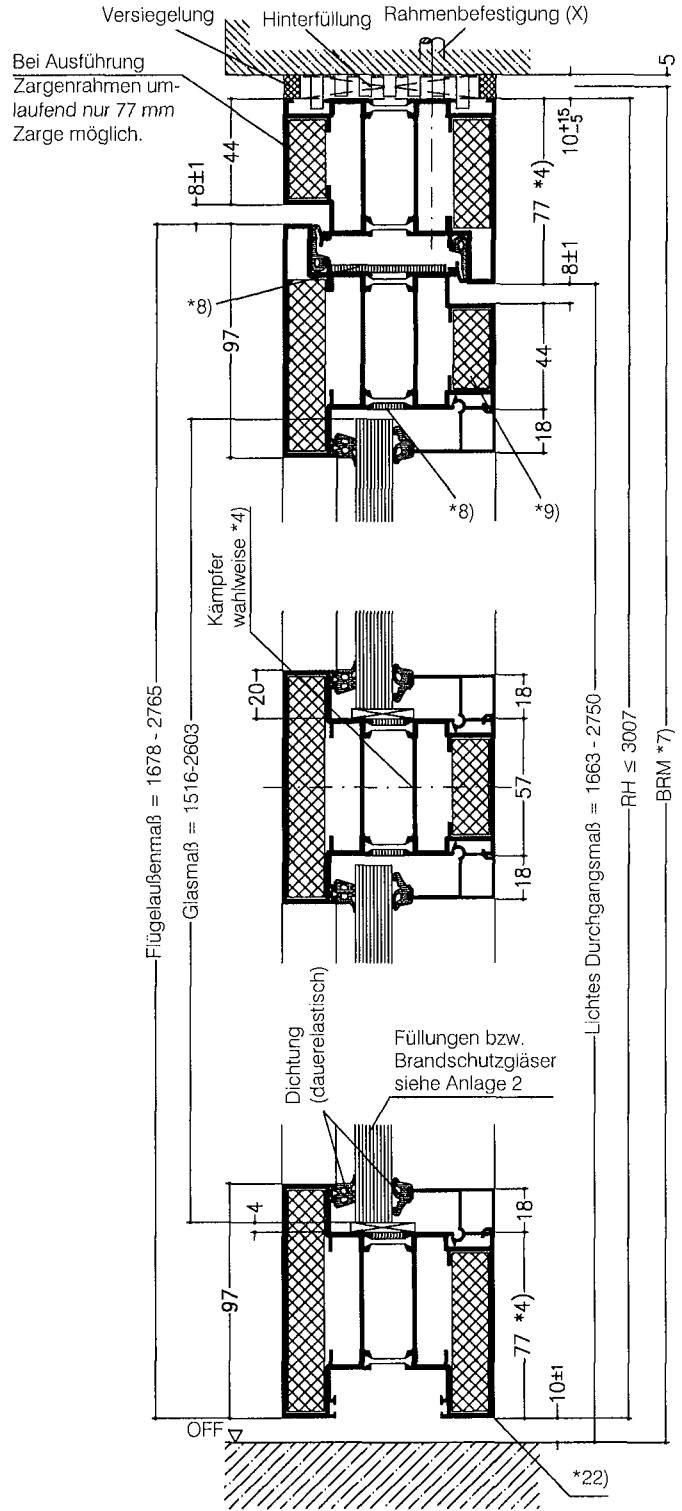 Versiegelung
Hinterfüllung
Rahmenbefestigung (X)
Bei Ausführung
Zargenrahmen um-
laufend nur 77 mm
Zarge möglich.
5
10+15-5
44
8±1
77 *4)
8±1
97
*8)
44
18
*8)
*9)
Kämpfer
wahlweise *4)
20
18
57
18
Flügelaußenmaß = 1678 - 2765
Glasmaß = 1516-2603
Lichtes Durchgangsmaß = 1663 - 2750
RH ≤ 3007
BRM *7)
Dichtung
(dauerelastisch)
Füllungen bzw.
Brandschutzgläser
siehe Anlage 2
4
18
97
77 *4)
10±1
OFF
*22)